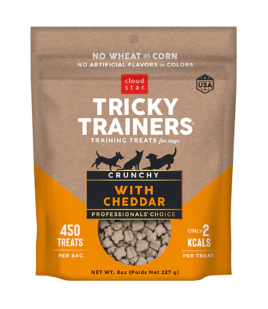 NO WHEAT or CORN
NO ARTIFICIAL FLAVORS or COLORS
cloud
star
USA
TRICKY
TRAINERS
TRAINING TREATS for dogs
CRUNCHY
WITH
CHEDDAR
PROFESSIONALS' CHOICE
450
TREATS
PER BAG
ONLY 2
KCALS
PER TREAT
NET WT. 8oz (Poids Net 227 g)